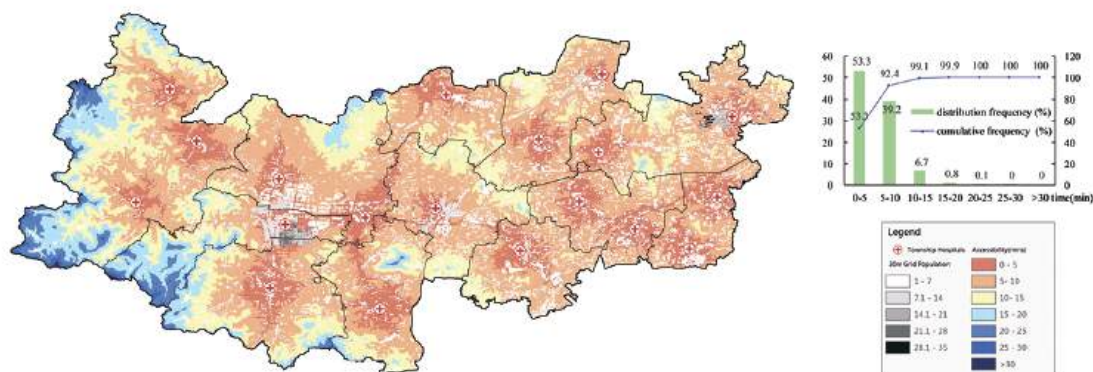 60 53.3 92.4 99.1 99.9 100 100 100 120
50 100
40 80
30 53.3 39.2 distribution frequency (%) 60
20 cumulative frequency (%) 40
10 6.7 0.8 0.1 0 0 20
0 0
0-5 5-10 10-15 15-20 20-25 25-30 >30 time(min)
Legend
Township Hospitals Accessibility(mins)
30m Grid Population 0 - 5
1 - 7 5 - 10
7.1 - 14 10 - 15
14.1 - 21 15 - 20
21.1 - 28 20 - 25
28.1 - 35 25 - 30
>30